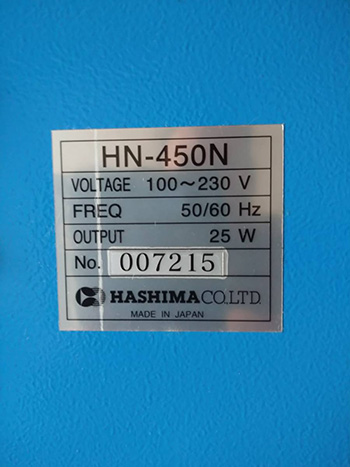 HN-450N
VOLTAGE 100～230 V
FREQ 50/60 Hz
OUTPUT 25 W
No. 007215
HASHIMA CO.,LTD.
MADE IN JAPAN